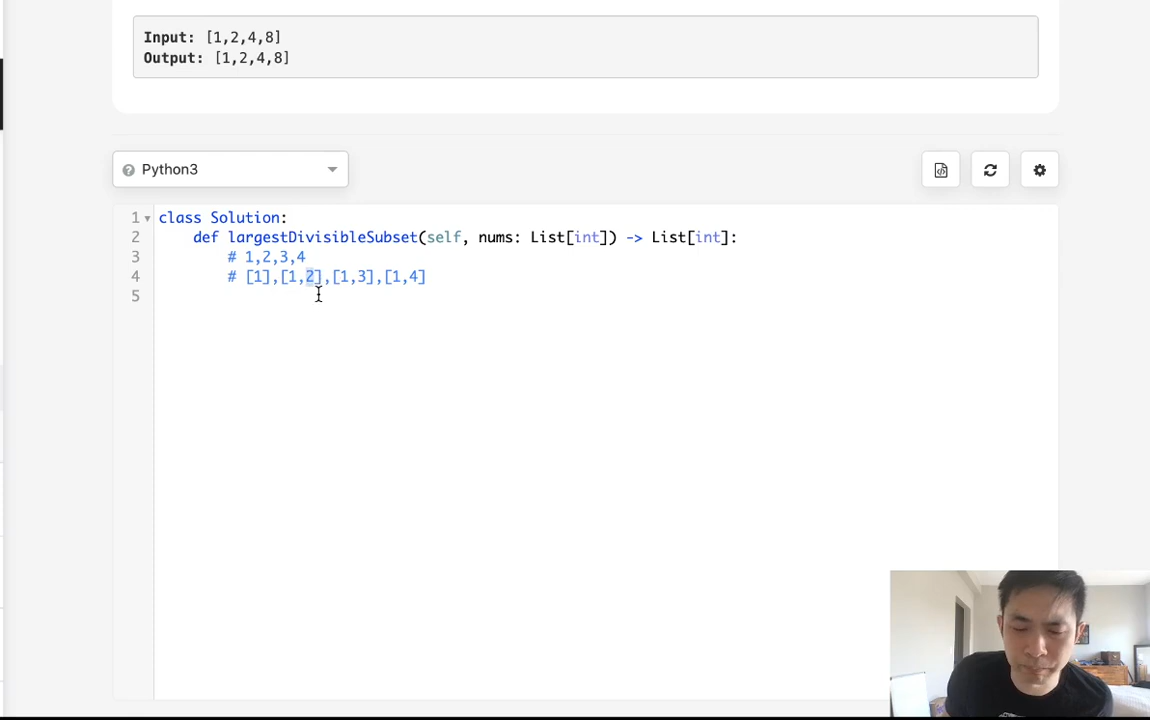 Input: [1,2,4,8]
Output: [1,2,4,8]
Python3
1 class Solution:
2 def largestDivisibleSubset(self, nums: List[int]) -> List[int]:
3 # 1,2,3,4
4 # [1],[1,2],[1,3],[1,4]
5